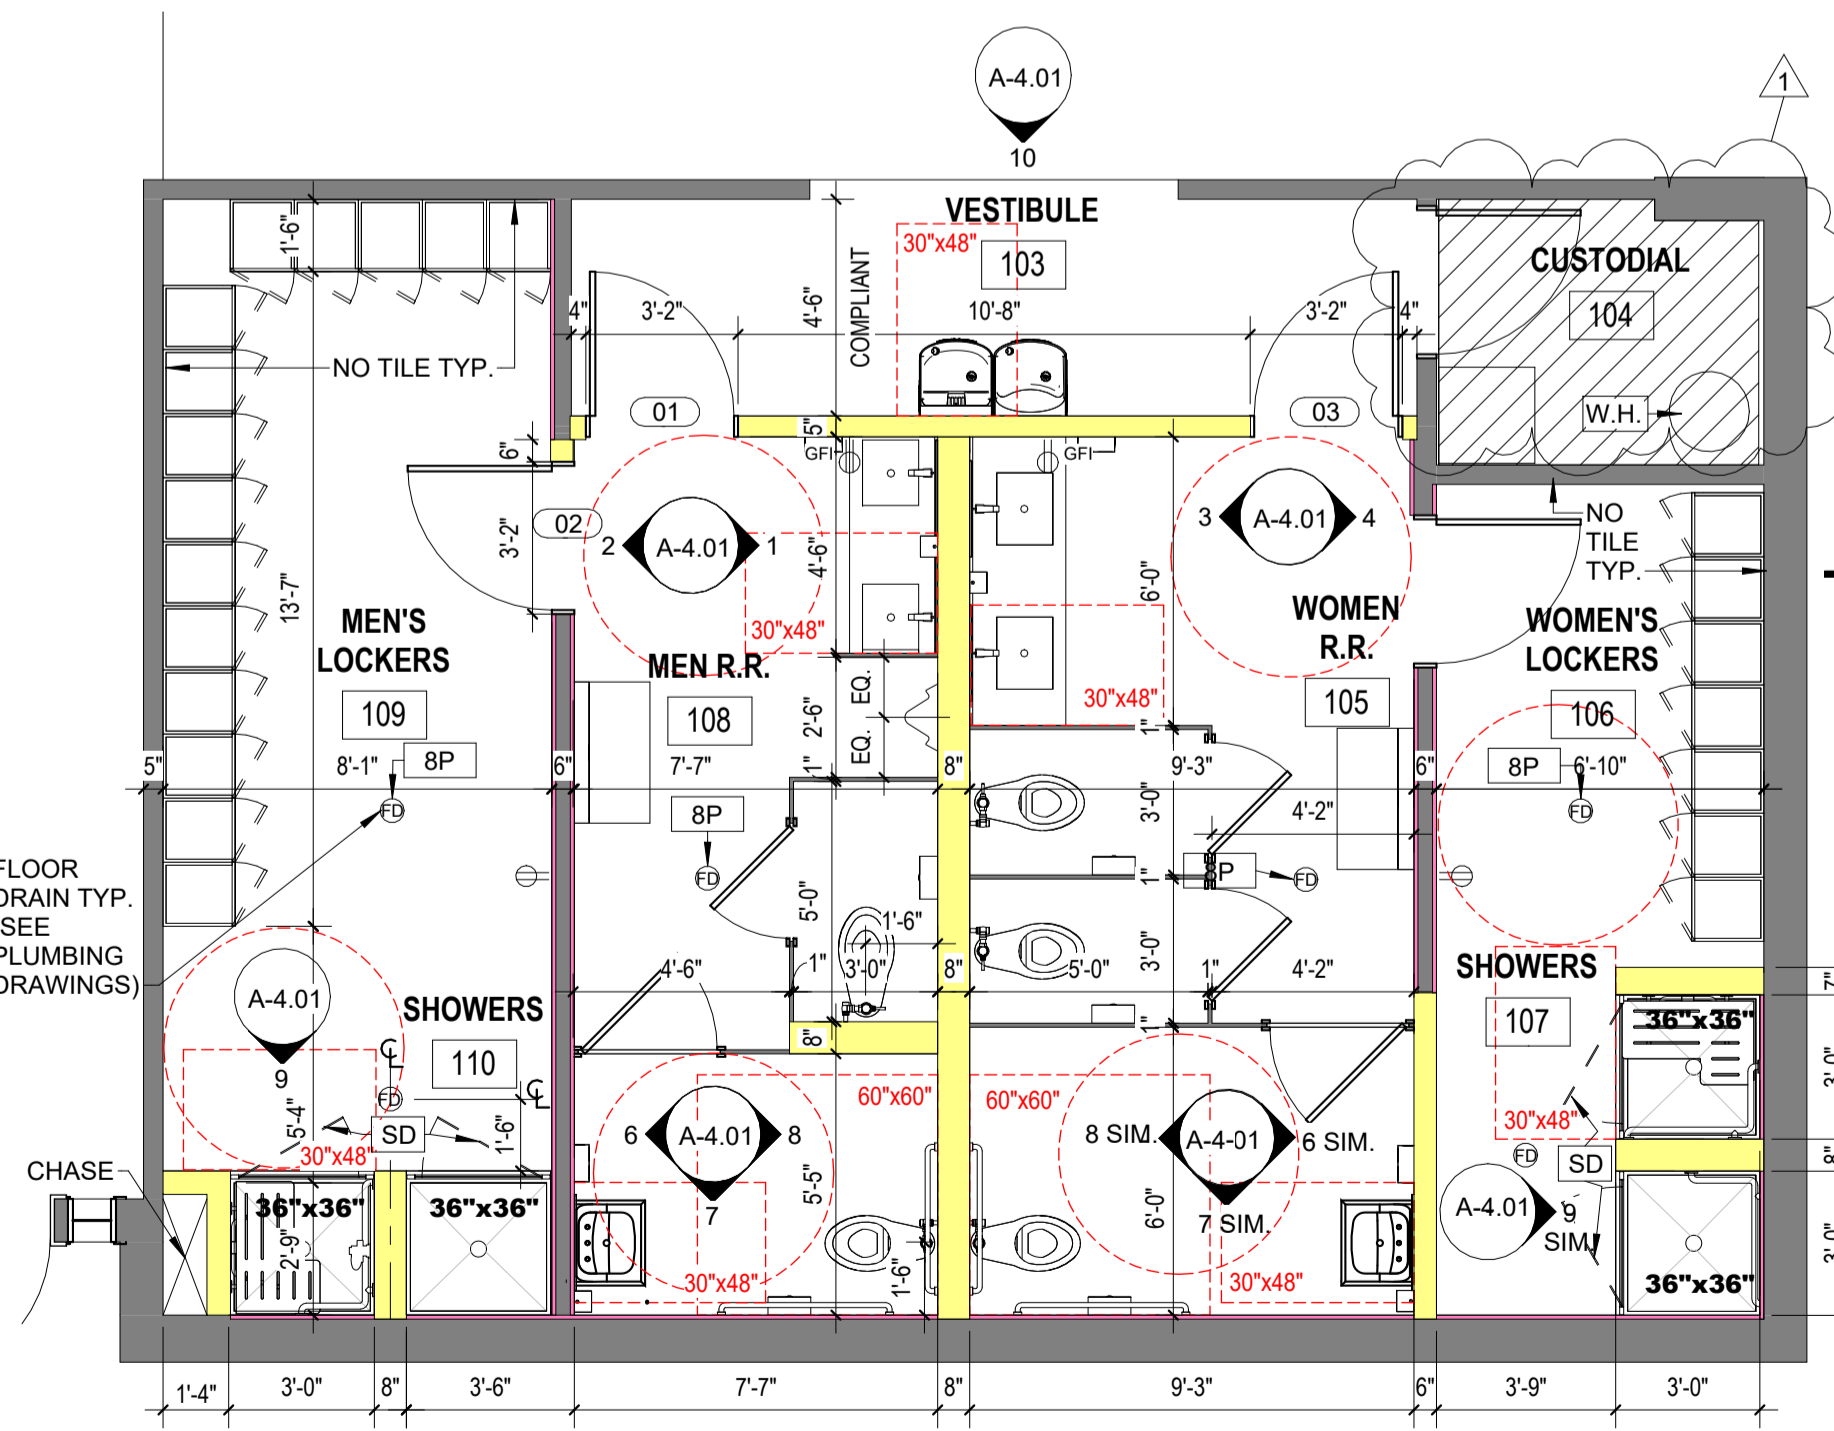 A-4.01
10
1
VESTIBULE
30"x48"
103
CUSTODIAL
104
W.H.
1'-6"
4'-6"
COMPLIANT
4"
3'-2"
10'-8"
3'-2"
4"
NO TILE TYP.
01
03
5"
GFI
GFI
6"
3'-2"
02
2
A-4.01
1
3
A-4.01
4
NO
TILE
TYP.
4'-6"
6'-0"
13'-7"
MEN'S
LOCKERS
109
30"x48"
MEN R.R.
108
WOMEN
R.R.
105
WOMEN'S
LOCKERS
106
30"x48"
EQ.
EQ.
2'-6"
1"
1"
5"
8'-1"
8P
6"
7'-7"
8"
9'-3"
6"
8P
6'-10"
FD
8P
FD
3'-0"
4'-2"
FD
P
FD
1"
FLOOR
DRAIN TYP.
SEE
PLUMBING
DRAWINGS)
5'-0"
1'-6"
3'-0"
4'-6"
1"
3'-0"
8"
5'-0"
1"
4'-2"
SHOWERS
107
7"
36"x36"
3'-0"
A-4.01
9
SHOWERS
110
8"
1"
CL
CL
FD
SD
5'-4"
1'-6"
30"x48"
60"x60"
60"x60"
6
A-4.01
8
7
8 SIM.
A-4-01
6 SIM.
7 SIM.
30"x48"
FD
SD
8"
CHASE
36"x36"
36"x36"
2'-9"
5'-5"
6'-0"
A-4.01
9
SIM.
3'-0"
30"x48"
1'-6"
30"x48"
36"x36"
1'-4"
3'-0"
8"
3'-6"
7'-7"
8"
9'-3"
6"
3'-9"
3'-0"